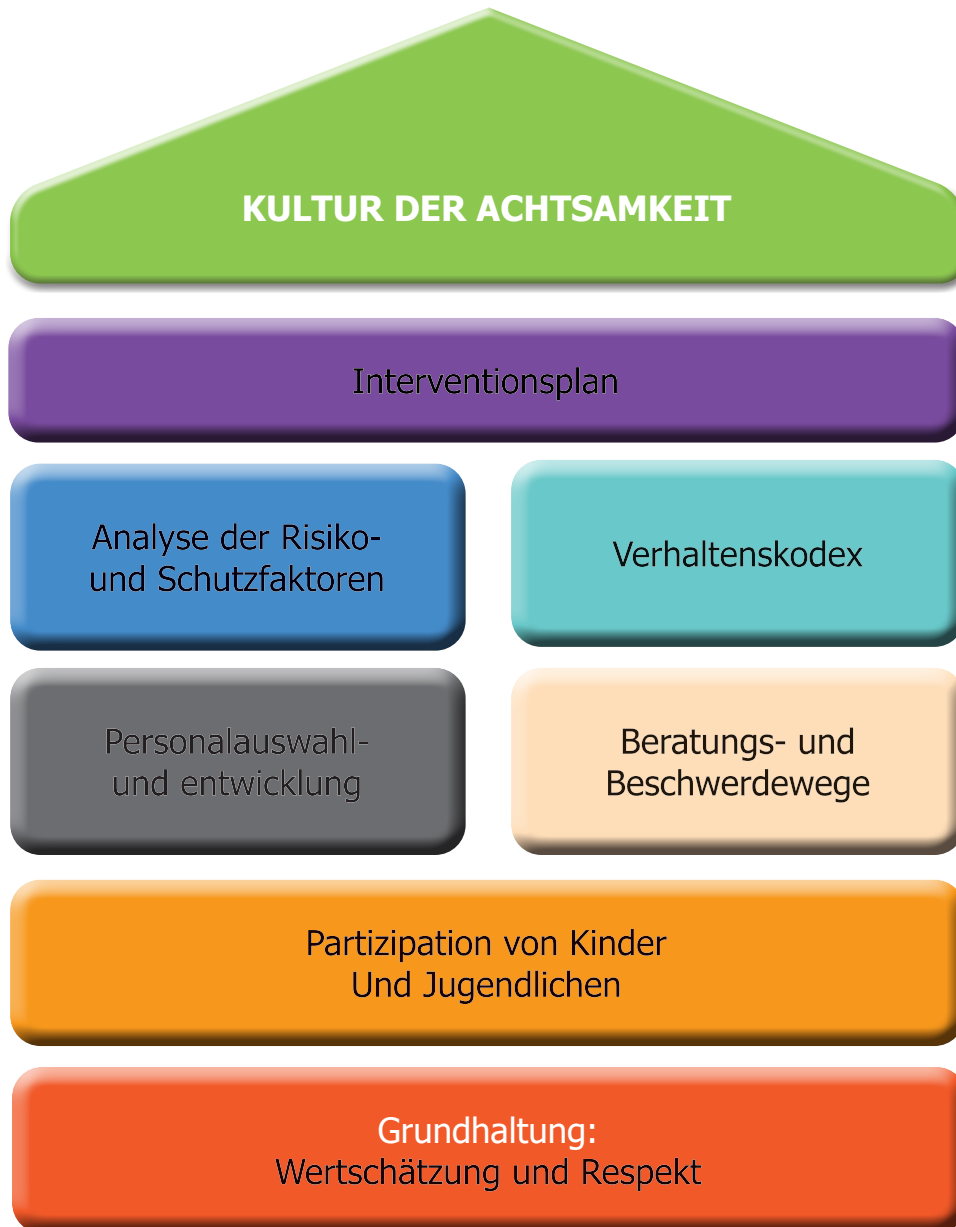 KULTUR DER ACHTSAMKEIT
Interventionsplan
Analyse der Risiko-
und Schutzfaktoren
Verhaltenskodex
Personalauswahl-
und entwicklung
Beratungs- und
Beschwerdewege
Partizipation von Kinder
Und Jugendlichen
Grundhaltung:
Wertschätzung und Respekt